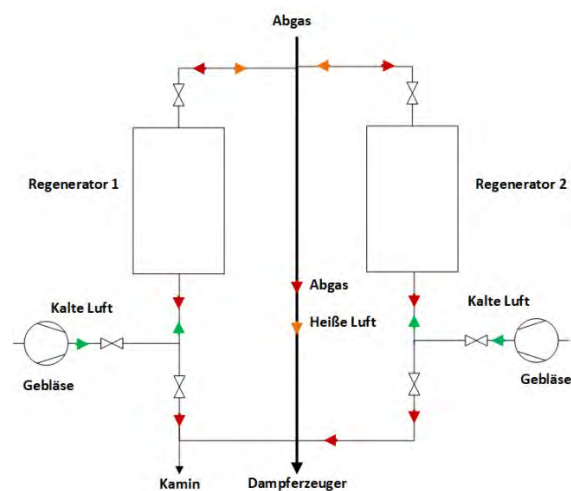 Abgas
Regenerator 1
Regenerator 2
Abgas
Kalte Luft
Kalte Luft
Heiße Luft
Gebläse
Gebläse
Kamin
Dampferzeuger